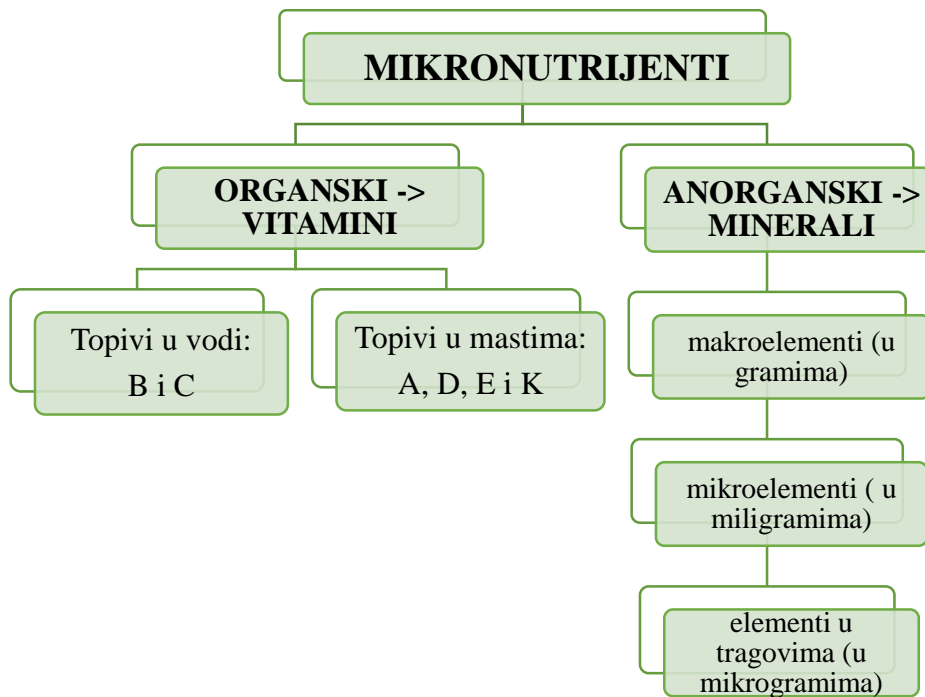 MIKRONUTRIJENTI
ORGANSKI ->
VITAMINI
ANORGANSKI ->
MINERALI
Topivi u vodi:
B i C
Topivi u mastima:
A, D, E i K
makroelementi (u
gramima)
mikroelementi ( u
miligramima)
elementi u
tragovima (u
mikrogramima)